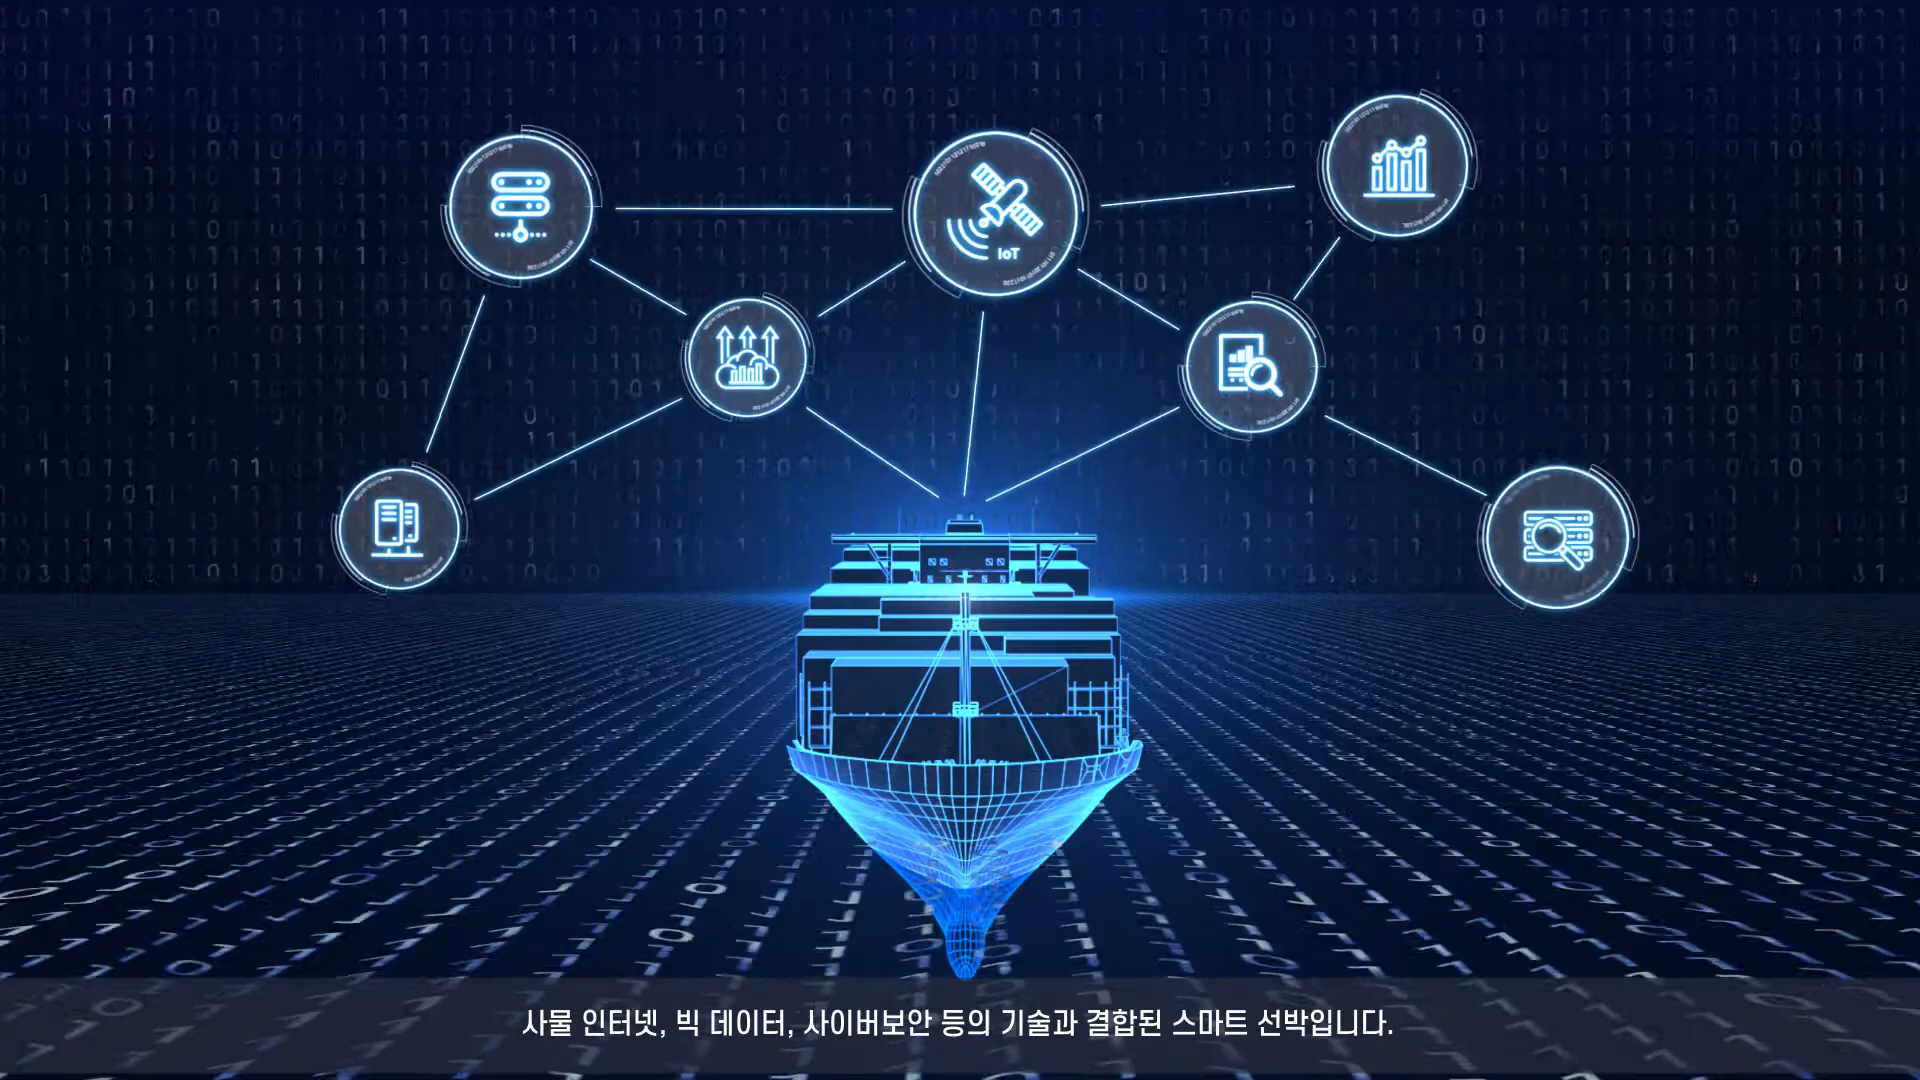 IoT
사물 인터넷, 빅 데이터, 사이버보안 등의 기술과 결합된 스마트 선박입니다.